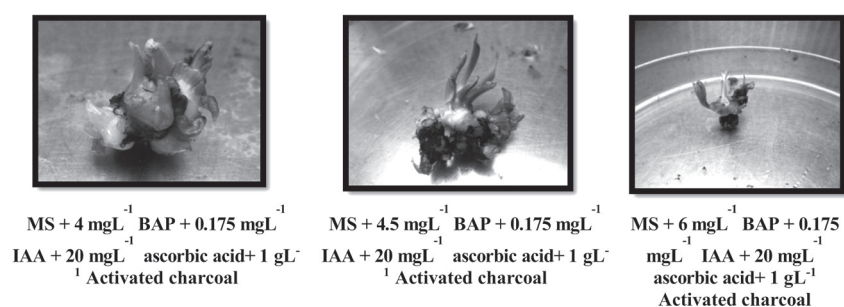 MS + 4 mgL⁻¹ BAP + 0.175 mgL⁻¹
IAA + 20 mgL⁻¹ ascorbic acid+ 1 gL⁻
¹ Activated charcoal
MS + 4.5 mgL⁻¹ BAP + 0.175 mgL⁻¹
IAA + 20 mgL⁻¹ ascorbic acid+ 1 gL⁻
¹ Activated charcoal
MS + 6 mgL⁻¹ BAP + 0.175
mgL⁻¹ IAA + 20 mgL⁻¹
ascorbic acid+ 1 gL⁻¹
Activated charcoal